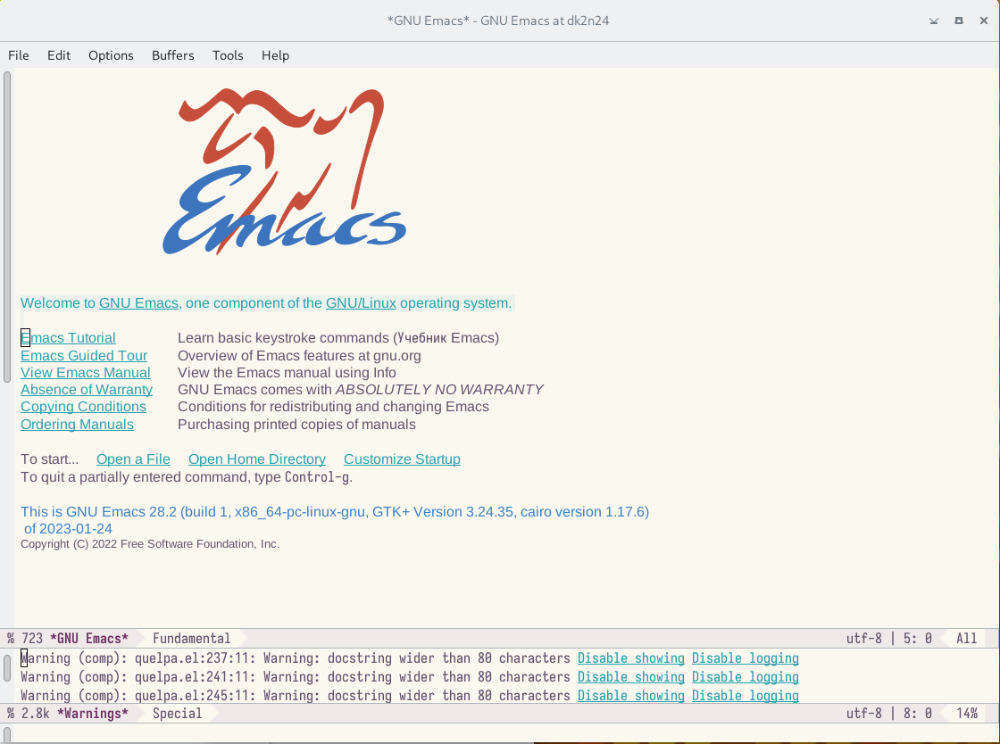 *GNU Emacs* - GNU Emacs at dk2n24
File Edit Options Buffers Tools Help
Emacs
Welcome to GNU Emacs, one component of the GNU/Linux operating system.
Emacs Tutorial Learn basic keystroke commands (Учебник Emacs)
Emacs Guided Tour Overview of Emacs features at gnu.org
View Emacs Manual View the Emacs manual using Info
Absence of Warranty GNU Emacs comes with ABSOLUTELY NO WARRANTY
Copying Conditions Conditions for redistributing and changing Emacs
Ordering Manuals Purchasing printed copies of manuals
To start... Open a File Open Home Directory Customize Startup
To quit a partially entered command, type Control-g.
This is GNU Emacs 28.2 (build 1, x86_64-pc-linux-gnu, GTK+ Version 3.24.35, cairo version 1.17.6)
of 2023-01-24
Copyright (C) 2022 Free Software Foundation, Inc.
% 723 *GNU Emacs* Fundamental utf-8 | 5: 0 All
Warning (comp): quelpa.el:237:11: Warning: docstring wider than 80 characters Disable showing Disable logging
Warning (comp): quelpa.el:241:11: Warning: docstring wider than 80 characters Disable showing Disable logging
Warning (comp): quelpa.el:245:11: Warning: docstring wider than 80 characters Disable showing Disable logging
% 2.8k *Warnings* Special utf-8 | 8: 0 14%